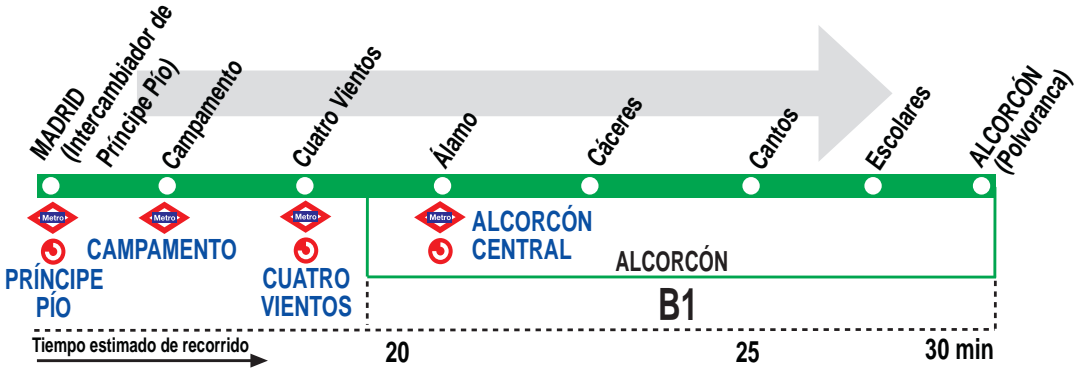 MADRID
(Intercambiador de
Príncipe Pío)
Campamento
Cuatro Vientos
Álamo
Cáceres
Cantos
Escolares
ALCORCÓN
(Polvoranca)
Metro
Metro
Metro
Metro
PRÍNCIPE
PÍO
CAMPAMENTO
CUATRO
VIENTOS
ALCORCÓN
CENTRAL
ALCORCÓN
B1
Tiempo estimado de recorrido
20
25
30 min